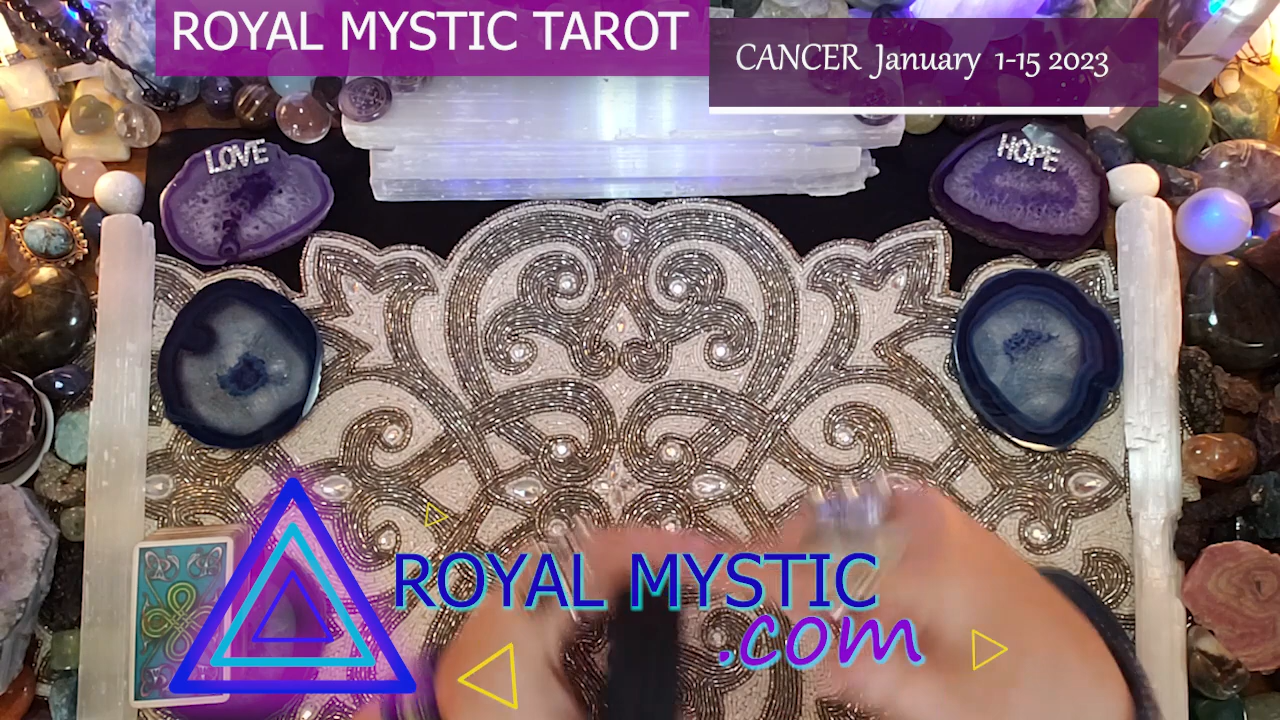 ROYAL MYSTIC TAROT
CANCER January 1-15 2023
LOVE
HOPE
ROYAL MYSTIC
.com